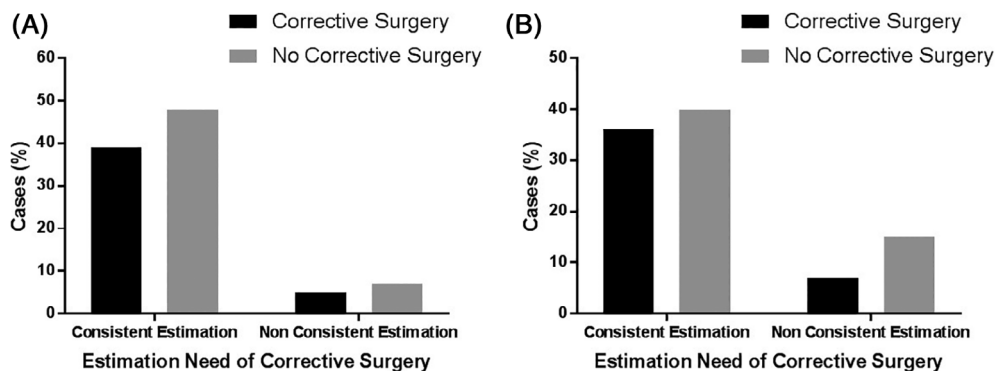 (A)
Corrective Surgery
No Corrective Surgery
60
50
40
30
20
10
0
Cases (%)
Consistent Estimation Non Consistent Estimation
Estimation Need of Corrective Surgery
(B)
Corrective Surgery
No Corrective Surgery
50
40
30
20
10
0
Cases (%)
Consistent Estimation Non Consistent Estimation
Estimation Need of Corrective Surgery